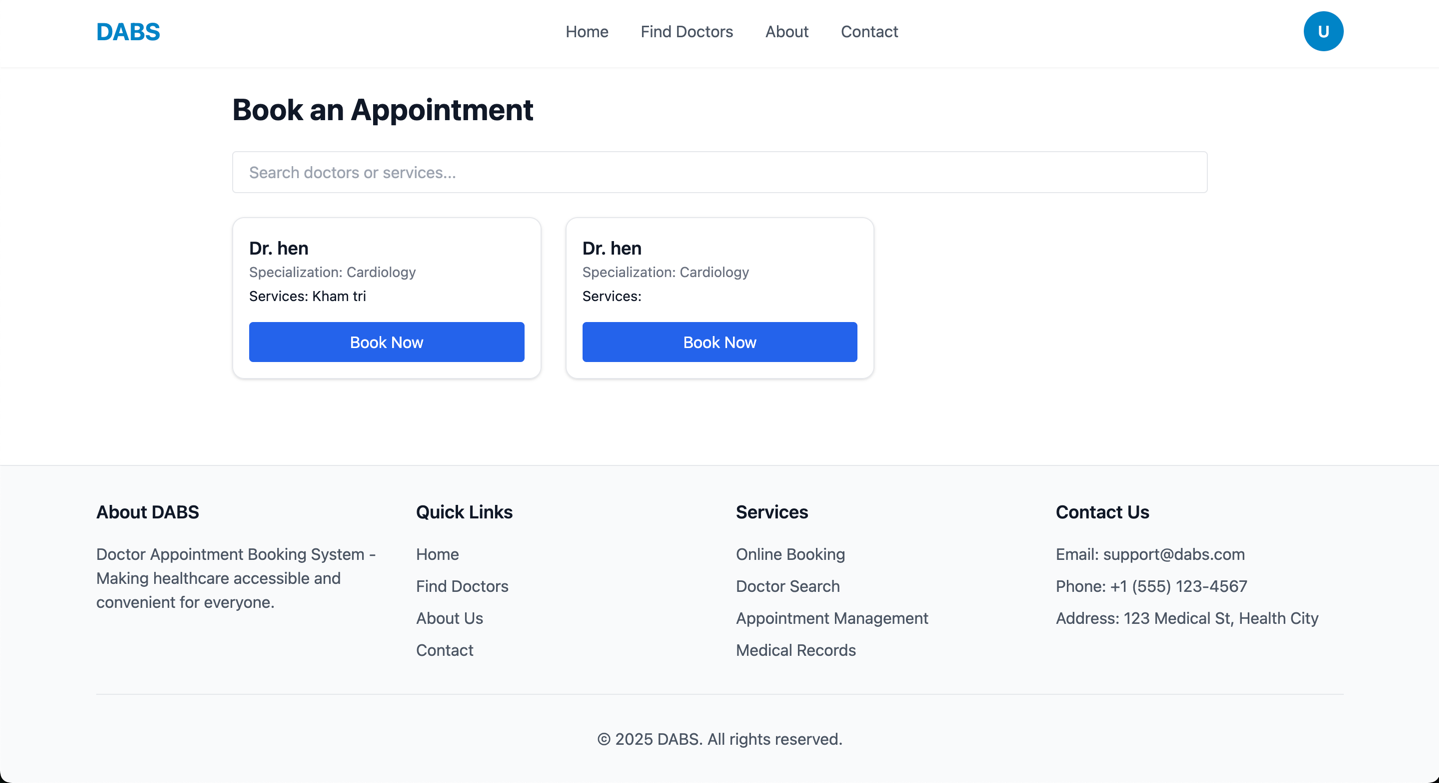 DABS
Home
Find Doctors
About
Contact
U
Book an Appointment
Search doctors or services...
Dr. hen
Specialization: Cardiology
Services: Kham tri
Book Now
Dr. hen
Specialization: Cardiology
Services:
Book Now
About DABS
Doctor Appointment Booking System -
Making healthcare accessible and
convenient for everyone.
Quick Links
Home
Find Doctors
About Us
Contact
Services
Online Booking
Doctor Search
Appointment Management
Medical Records
Contact Us
Email: support@dabs.com
Phone: +1 (555) 123-4567
Address: 123 Medical St, Health City
© 2025 DABS. All rights reserved.